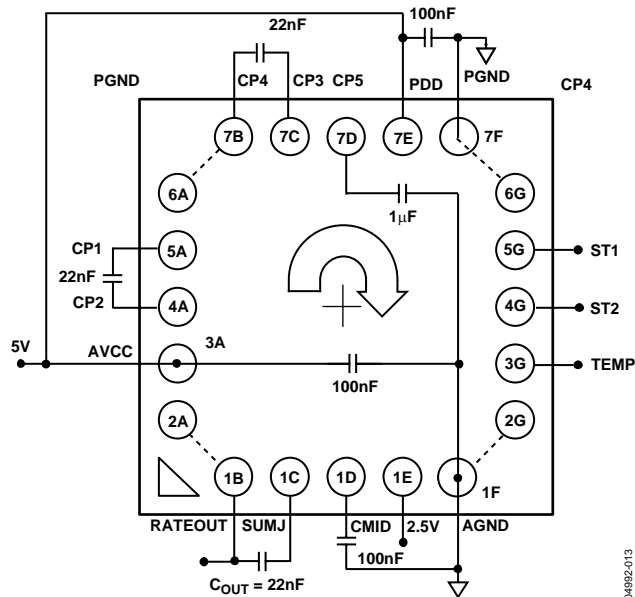 22nF
100nF
PGND
CP4
CP3
CP5
PDD
PGND
CP4
7B
7C
7D
7E
7F
6A
6G
1μF
CP1
5A
5G
ST1
22nF
CP2
4A
4G
ST2
5V
AVCC
3A
3G
TEMP
100nF
2A
2G
1B
1C
1D
1E
1F
RATEOUT
SUMJ
CMID
2.5V
AGND
100nF
COUT = 22nF
04992-013